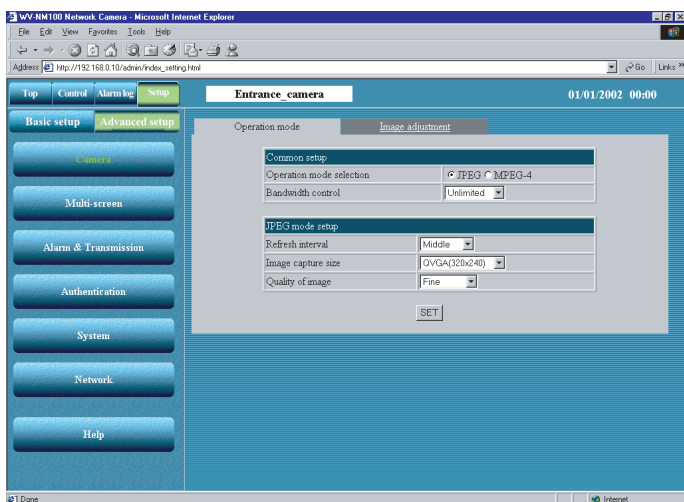 WV-NM100 Network Camera - Microsoft Internet Explorer
File Edit View Favorites Tools Help
Address http://192.168.0.10/admin/index_setting.html Go Links »
Top Control Alarm log Setup
Entrance_camera
01/01/2002 00:00
Basic setup Advanced setup
Operation mode Image adjustment
Camera
Multi-screen
Alarm & Transmission
Authentication
System
Network
Help
Common setup
Operation mode selection JPEG MPEG-4
Bandwidth control Unlimited
JPEG mode setup
Refresh interval Middle
Image capture size QVGA(320x240)
Quality of image Fine
SET
Done Internet